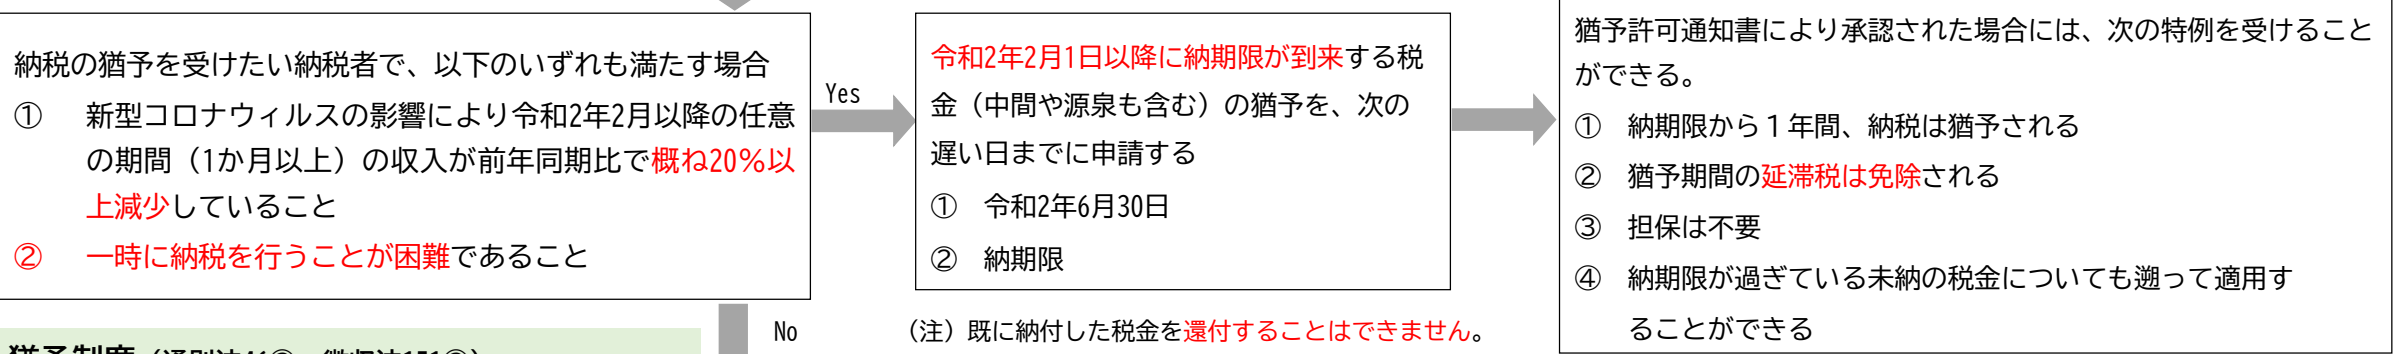 納税の猶予を受けたい納税者で、以下のいずれも満たす場合
① 新型コロナウィルスの影響により令和2年2月以降の任意
の期間（1か月以上）の収入が前年同期比で概ね20％以
上減少していること
② 一時に納税を行うことが困難であること
Yes
No
令和2年2月1日以降に納期限が到来する税
金（中間や源泉も含む）の猶予を、次の
遅い日までに申請する
① 令和2年6月30日
② 納期限
（注）既に納付した税金を還付することはできません。
猶予許可通知書により承認された場合には、次の特例を受けること
ができる。
① 納期限から１年間、納税は猶予される
② 猶予期間の延滞税は免除される
③ 担保は不要
④ 納期限が過ぎている未納の税金についても遡って適用す
ることができる